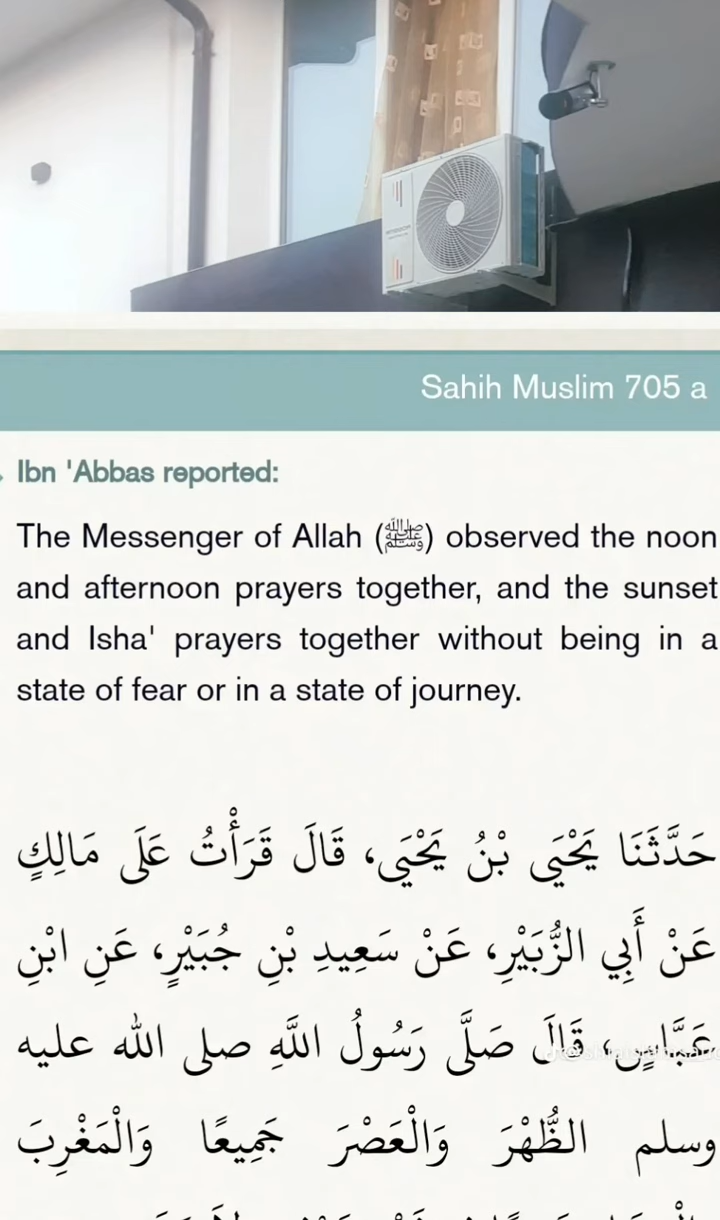 Sahih Muslim 705 a
Ibn 'Abbas reported:
The Messenger of Allah (ﷺ) observed the noon
and afternoon prayers together, and the sunset
and Isha' prayers together without being in a
state of fear or in a state of journey.
حَدَّثَنَا يَحْيَى بْنُ يَحْيَى، قَالَ قَرَأْتُ عَلَى مَالِكٍ
عَنْ أَبِي الزُّبَيْرِ، عَنْ سَعِيدِ بْنِ جُبَيْرٍ، عَنِ ابْنِ
عَبَّاسٍ، قَالَ صَلَّى رَسُولُ اللَّهِ صلى الله عليه
وسلم الظُّهْرَ وَالْعَصْرَ جَمِيعًا وَالْمَغْرِبَ